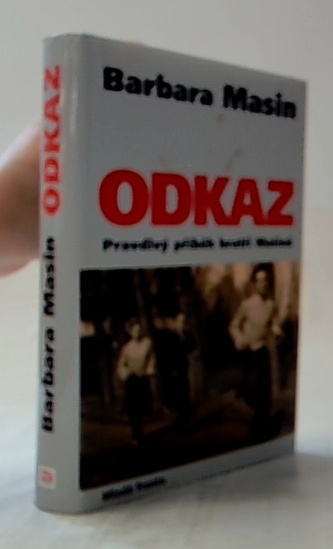 Barbara Masin
ODKAZ
Pravdivý příběh bratří Mašínů
Mladá fronta
Barbara Masin ODKAZ